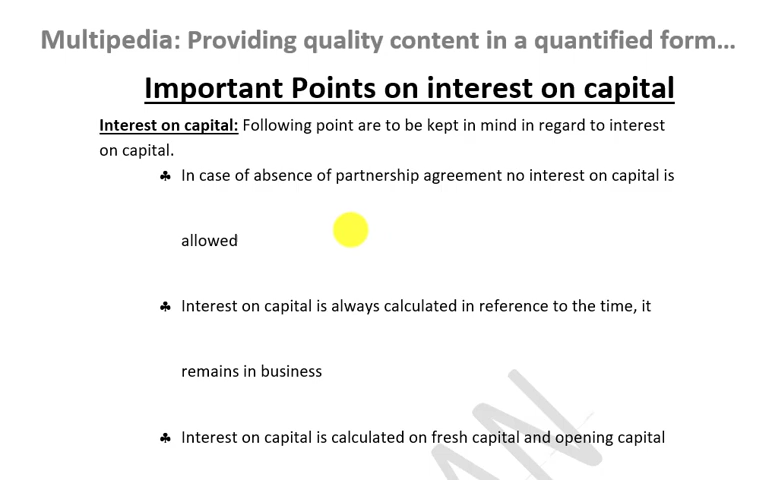 Multipedia: Providing quality content in a quantified form...
Important Points on interest on capital
Interest on capital: Following point are to be kept in mind in regard to interest
on capital.
♣ In case of absence of partnership agreement no interest on capital is
allowed
♣ Interest on capital is always calculated in reference to the time, it
remains in business
♣ Interest on capital is calculated on fresh capital and opening capital